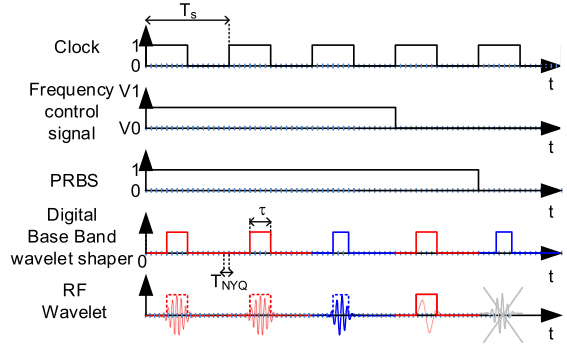 Ts
Clock
1
0
t
Frequency
control
signal
V1
V0
t
PRBS
1
0
t
Digital
Base Band
wavelet shaper
0
τ
t
TNYQ
RF
Wavelet
t